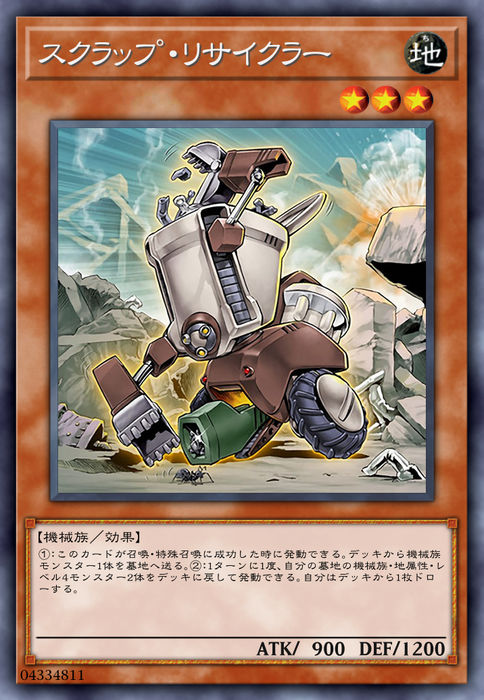 スクラップ・リサイクラー
ち
地
【機械族／効果】
①：このカードが召喚・特殊召喚に成功した時に発動できる。デッキから機械族
モンスター1体を墓地へ送る。②：1ターンに1度、自分の墓地の機械族・地属性・レ
ベル4モンスター2体をデッキに戻して発動できる。自分はデッキから1枚ドロ
ーする。
ATK/ 900 DEF/1200
04334811